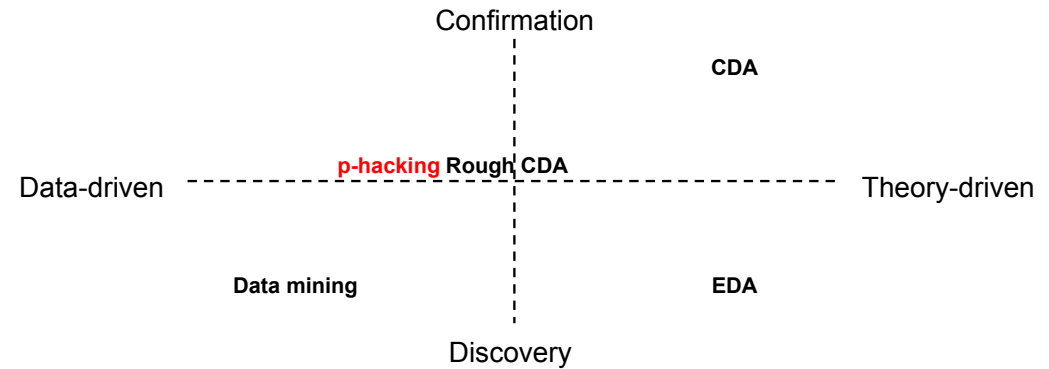 Confirmation
CDA
p-hacking Rough CDA
Data-driven
Theory-driven
Data mining
EDA
Discovery